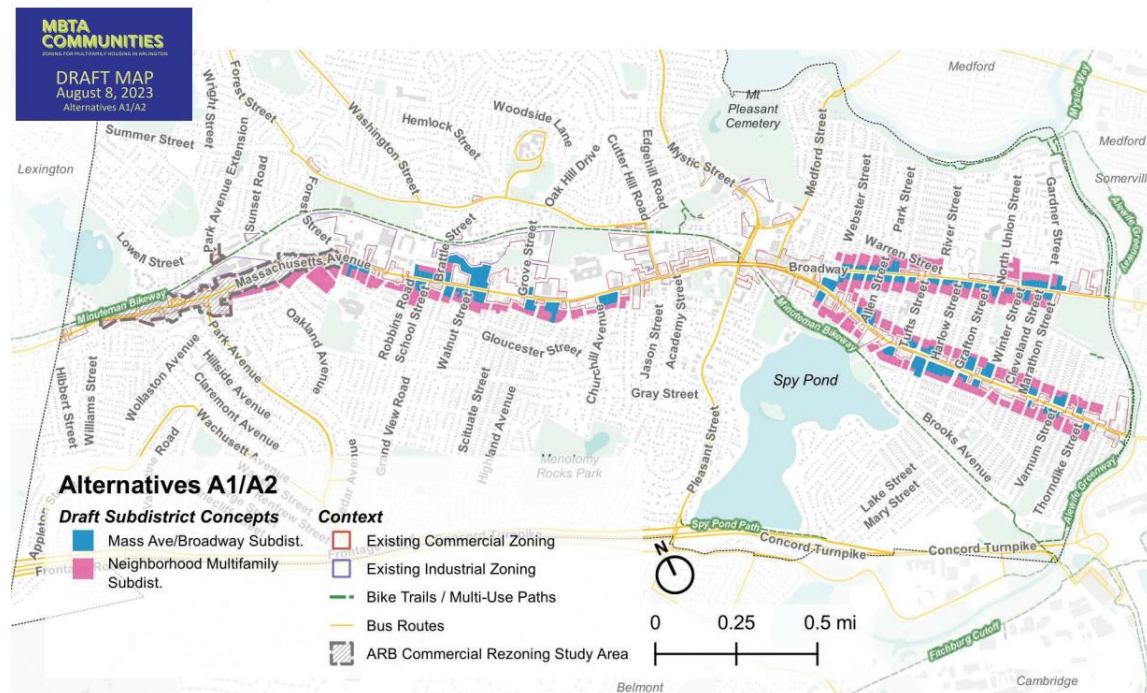 MBTA
COMMUNITIES
ZONING FOR MULTIFAMILY HOUSING IN ARLINGTON
DRAFT MAP
August 8, 2023
Alternatives A1/A2
Wright Street
Forest Street
Park Avenue Extension
Summer Street
Sunset Road
Forest Street
Washington Street
Hemlock Street
Woodside Lane
Oak Hill Drive
Cutter Hill Road
Edgehill Road
Mystic Street
Mt
Pleasant
Cemetery
Medford Street
Medford
Mystic Way
Medford
Alewife Greenway
Lexington
Lowell Street
Minuteman Bikeway
Massachusetts Avenue
Brattle Street
Grove Street
Webster Street
Park Street
River Street
Warren Street
North Union Street
Gardner Street
Broadway
Allen Street
Tufts Street
Harlow Street
Grafton Street
Winter Street
Cleveland Street
Marathon Street
Minuteman Bikeway
Robbins Road
School Street
Walnut Street
Gloucester Street
Churchill Avenue
Jason Street
Academy Street
Gray Street
Spy Pond
Oakland Avenue
Park Avenue
Hillside Avenue
Claremont Avenue
Wollaston Avenue
Williams Street
Hibbert Street
Grand View Road
Scituate Street
Highland Avenue
Menotomy
Rocks Park
Pleasant Street
Brooks Avenue
Varnum Street
Thorndike Street
Lake Street
Mary Street
Alewife Greenway
Spy Pond Path
Concord Turnpike
Concord Turnpike
Fitchburg Cutoff
Cambridge
Belmont
Alternatives A1/A2
Draft Subdistrict Concepts
Mass Ave/Broadway Subdist.
Neighborhood Multifamily
Subdist.
Context
Existing Commercial Zoning
Existing Industrial Zoning
Bike Trails / Multi-Use Paths
Bus Routes
ARB Commercial Rezoning Study Area
N
0 0.25 0.5 mi